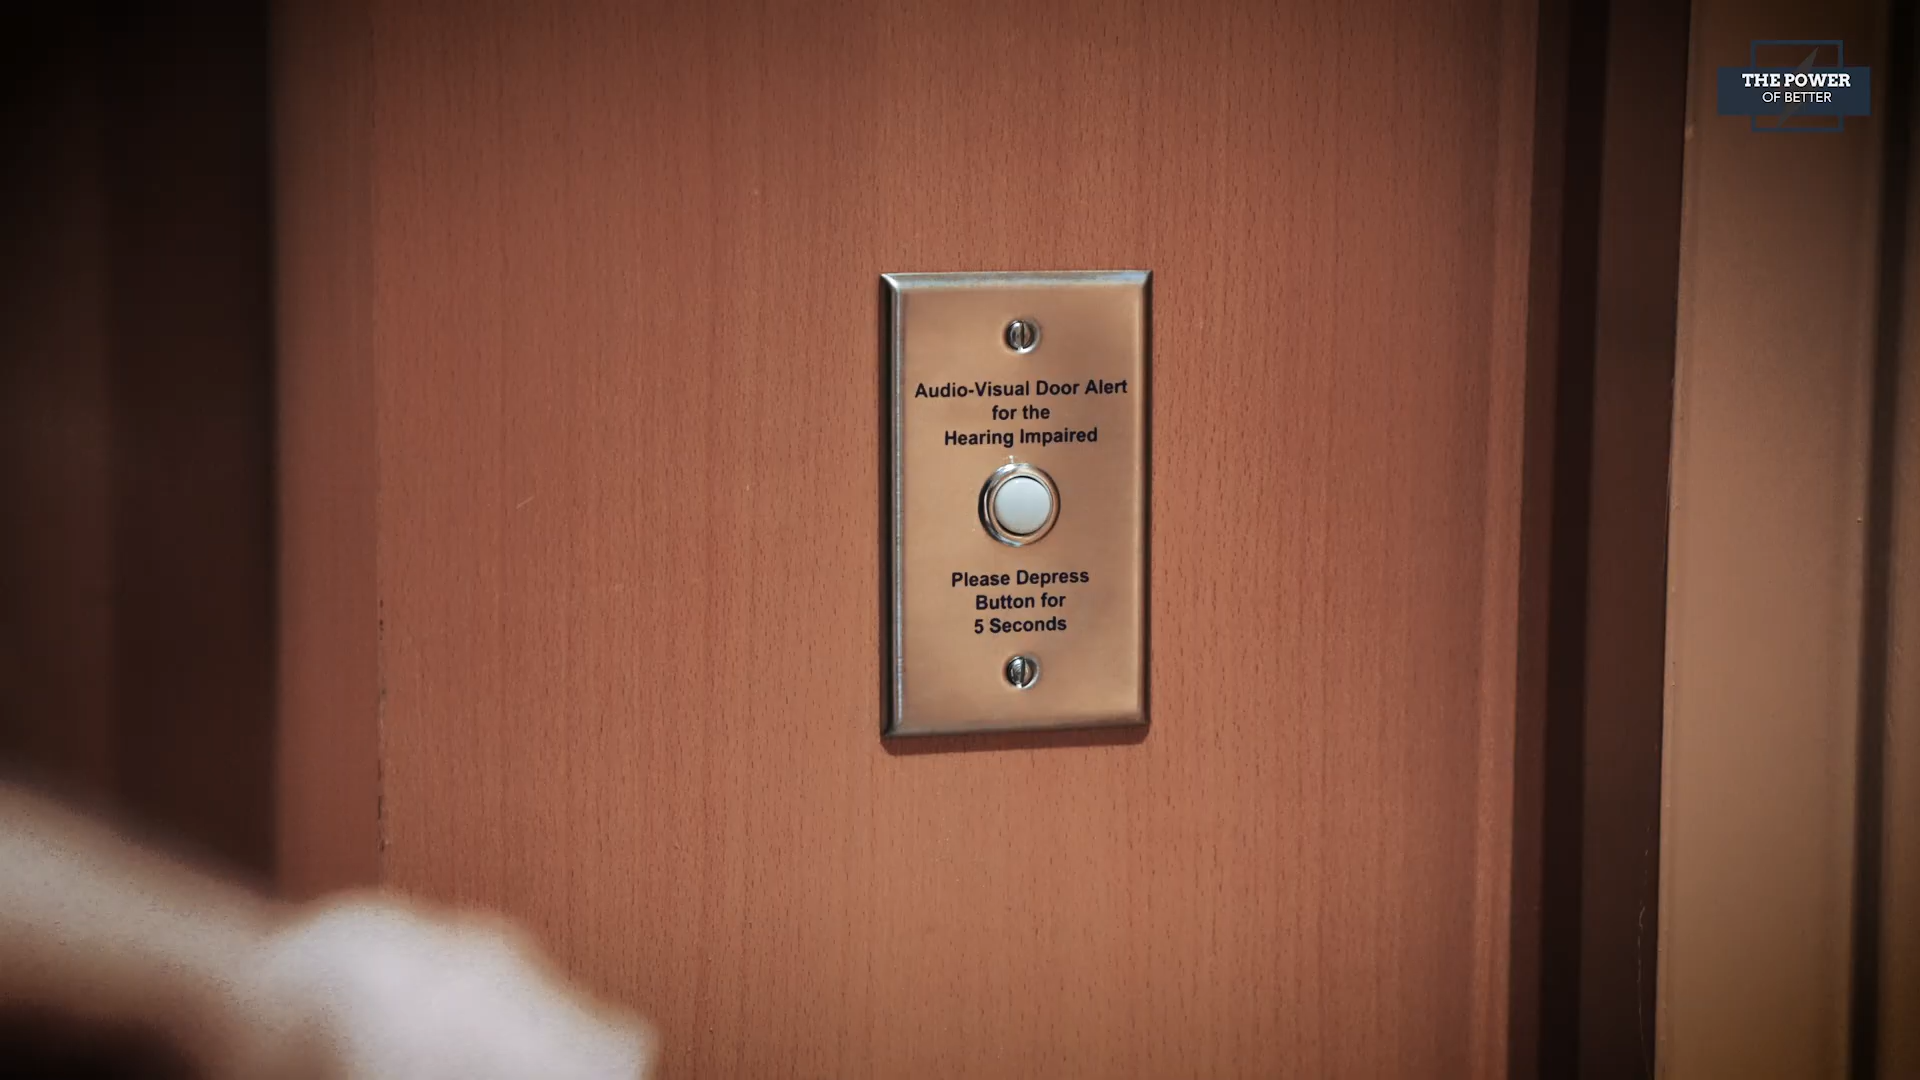 THE POWER
OF BETTER
Audio-Visual Door Alert
for the
Hearing Impaired
Please Depress
Button for
5 Seconds